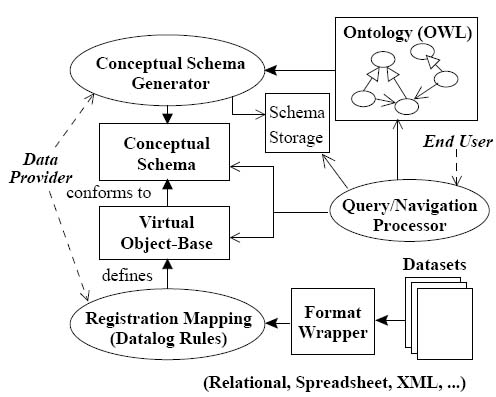 Ontology (OWL)
Conceptual Schema
Generator
Schema
Storage
End User
Conceptual
Schema
Data
Provider
conforms to
Query/Navigation
Processor
Virtual
Object-Base
defines
Datasets
Registration Mapping
(Datalog Rules)
Format
Wrapper
(Relational, Spreadsheet, XML, ...)